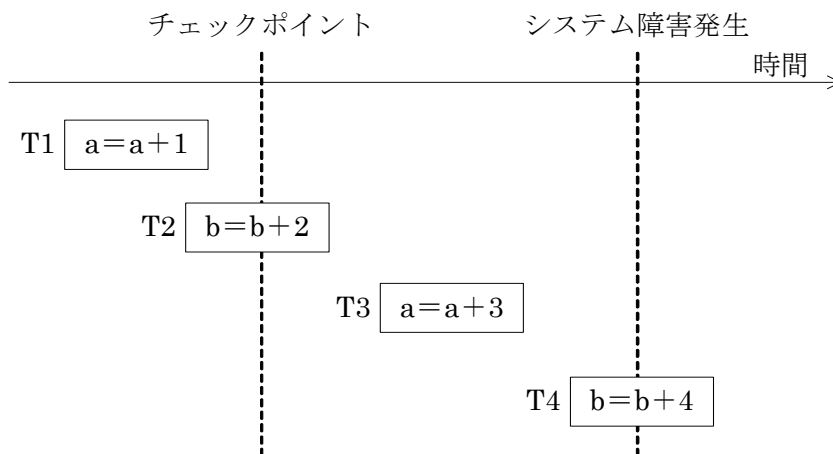 チェックポイント システム障害発生
時間
T1 a=a+1
T2 b=b+2
T3 a=a+3
T4 b=b+4